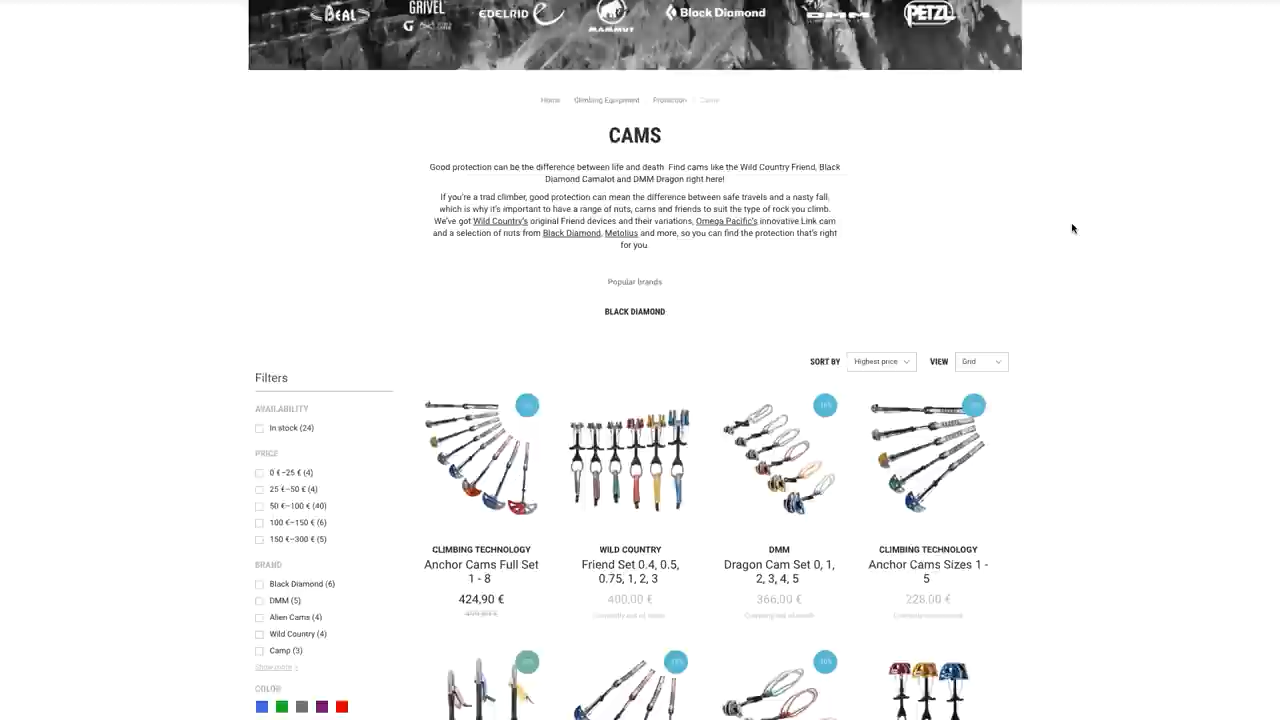 BEAL
GRIVEL
EDELRID
MAMMUT
Black Diamond
DMM
PETZL
Home Climbing Equipment Protection Cams
CAMS
Good protection can be the difference between life and death. Find cams like the Wild Country Friend, Black
Diamond Camalot and DMM Dragon right here!
If you're a trad climber, good protection can mean the difference between safe travels and a nasty fall,
which is why it's important to have a range of nuts, cams and friends to suit the type of rock you climb.
We've got Wild Country's original Friend devices and their variations, Omega Pacific's innovative Link cam
and a selection of nuts from Black Diamond, Metolius and more, so you can find the protection that's right
for you
Popular brands
BLACK DIAMOND
SORT BY Highest price VIEW Grid
Filters
AVAILABILITY
In stock (24)
PRICE
0 €–25 € (4)
25 €–50 € (4)
50 €–100 € (40)
100 €–150 € (6)
150 €–300 € (5)
BRAND
Black Diamond (6)
DMM (5)
Alien Cams (4)
Wild Country (4)
Camp (3)
Show more
COLOR
CLIMBING TECHNOLOGY
Anchor Cams Full Set
1 - 8
424,90 €
WILD COUNTRY
Friend Set 0.4, 0.5,
0.75, 1, 2, 3
400,00 €
DMM
Dragon Cam Set 0, 1,
2, 3, 4, 5
366,00 €
CLIMBING TECHNOLOGY
Anchor Cams Sizes 1 -
5
228,00 €